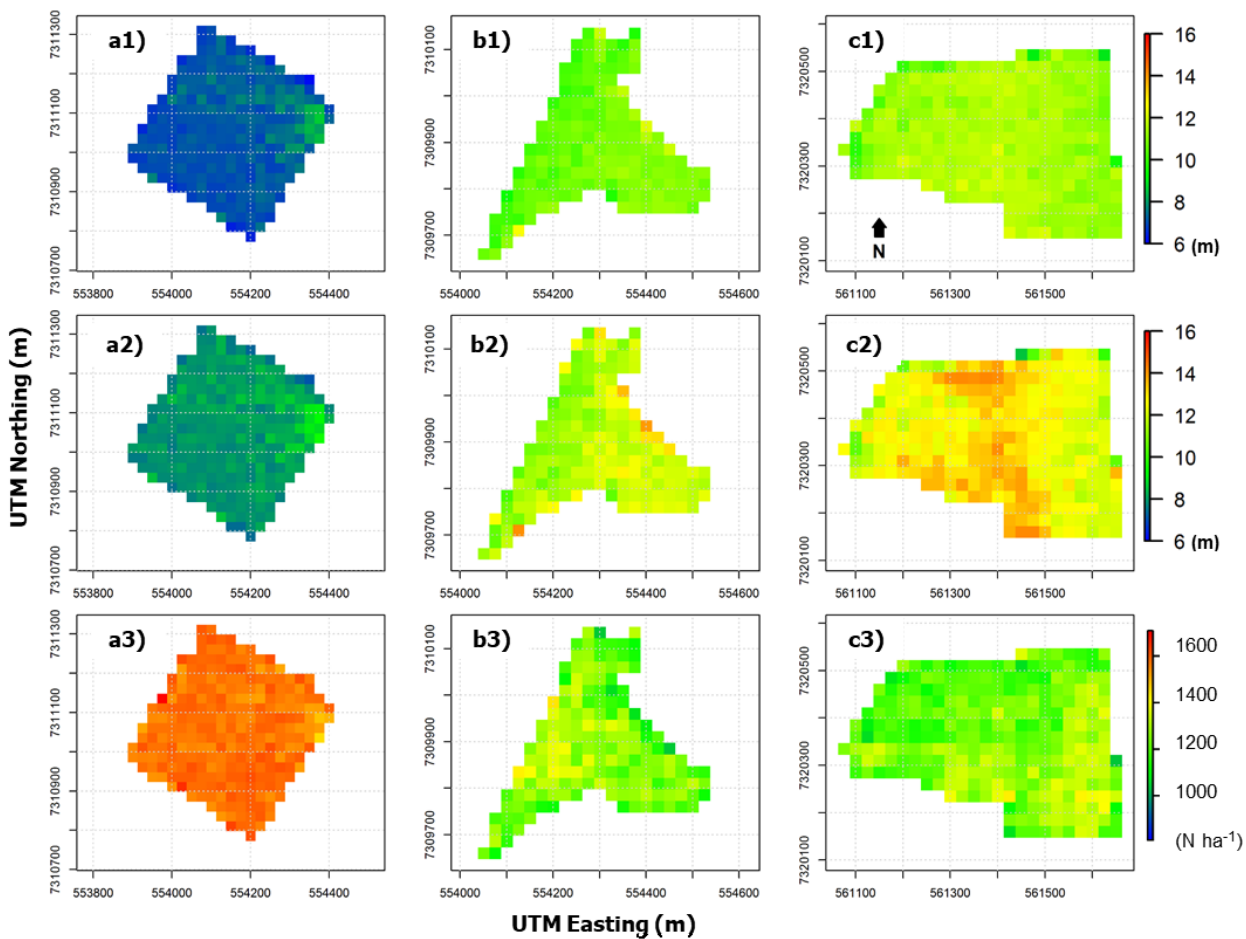 a1)
7311300
7311100
7310900
7310700
553800 554000 554200 554400
b1)
7310100
7309900
7309700
554000 554200 554400 554600
c1)
7320500
7320300
7320100
N
561100 561300 561500
16
14
12
10
8
6 (m)
UTM Northing (m)
a2)
7311300
7311100
7310900
7310700
553800 554000 554200 554400
b2)
7310100
7309900
7309700
554000 554200 554400 554600
c2)
7320500
7320300
7320100
561100 561300 561500
16
14
12
10
8
6 (m)
a3)
7311300
7311100
7310900
7310700
553800 554000 554200 554400
b3)
7310100
7309900
7309700
554000 554200 554400 554600
c3)
7320500
7320300
7320100
561100 561300 561500
1600
1400
1200
1000
(N ha⁻¹)
UTM Easting (m)